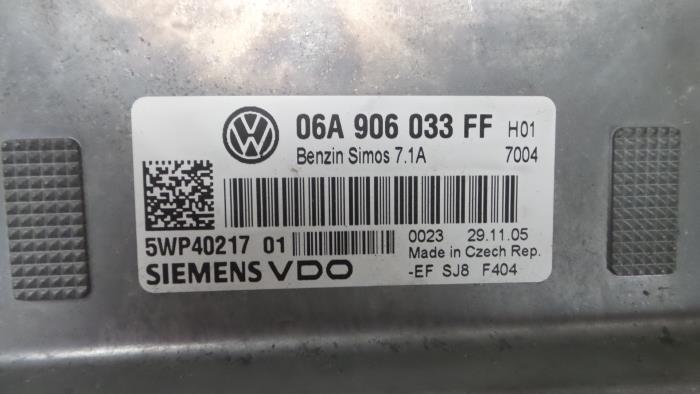 06A 906 033 FF H01
Benzin Simos 7.1A 7004
5WP40217 01 0023 29.11.05
Made in Czech Rep.
SIEMENS VDO -EF SJ8 F404